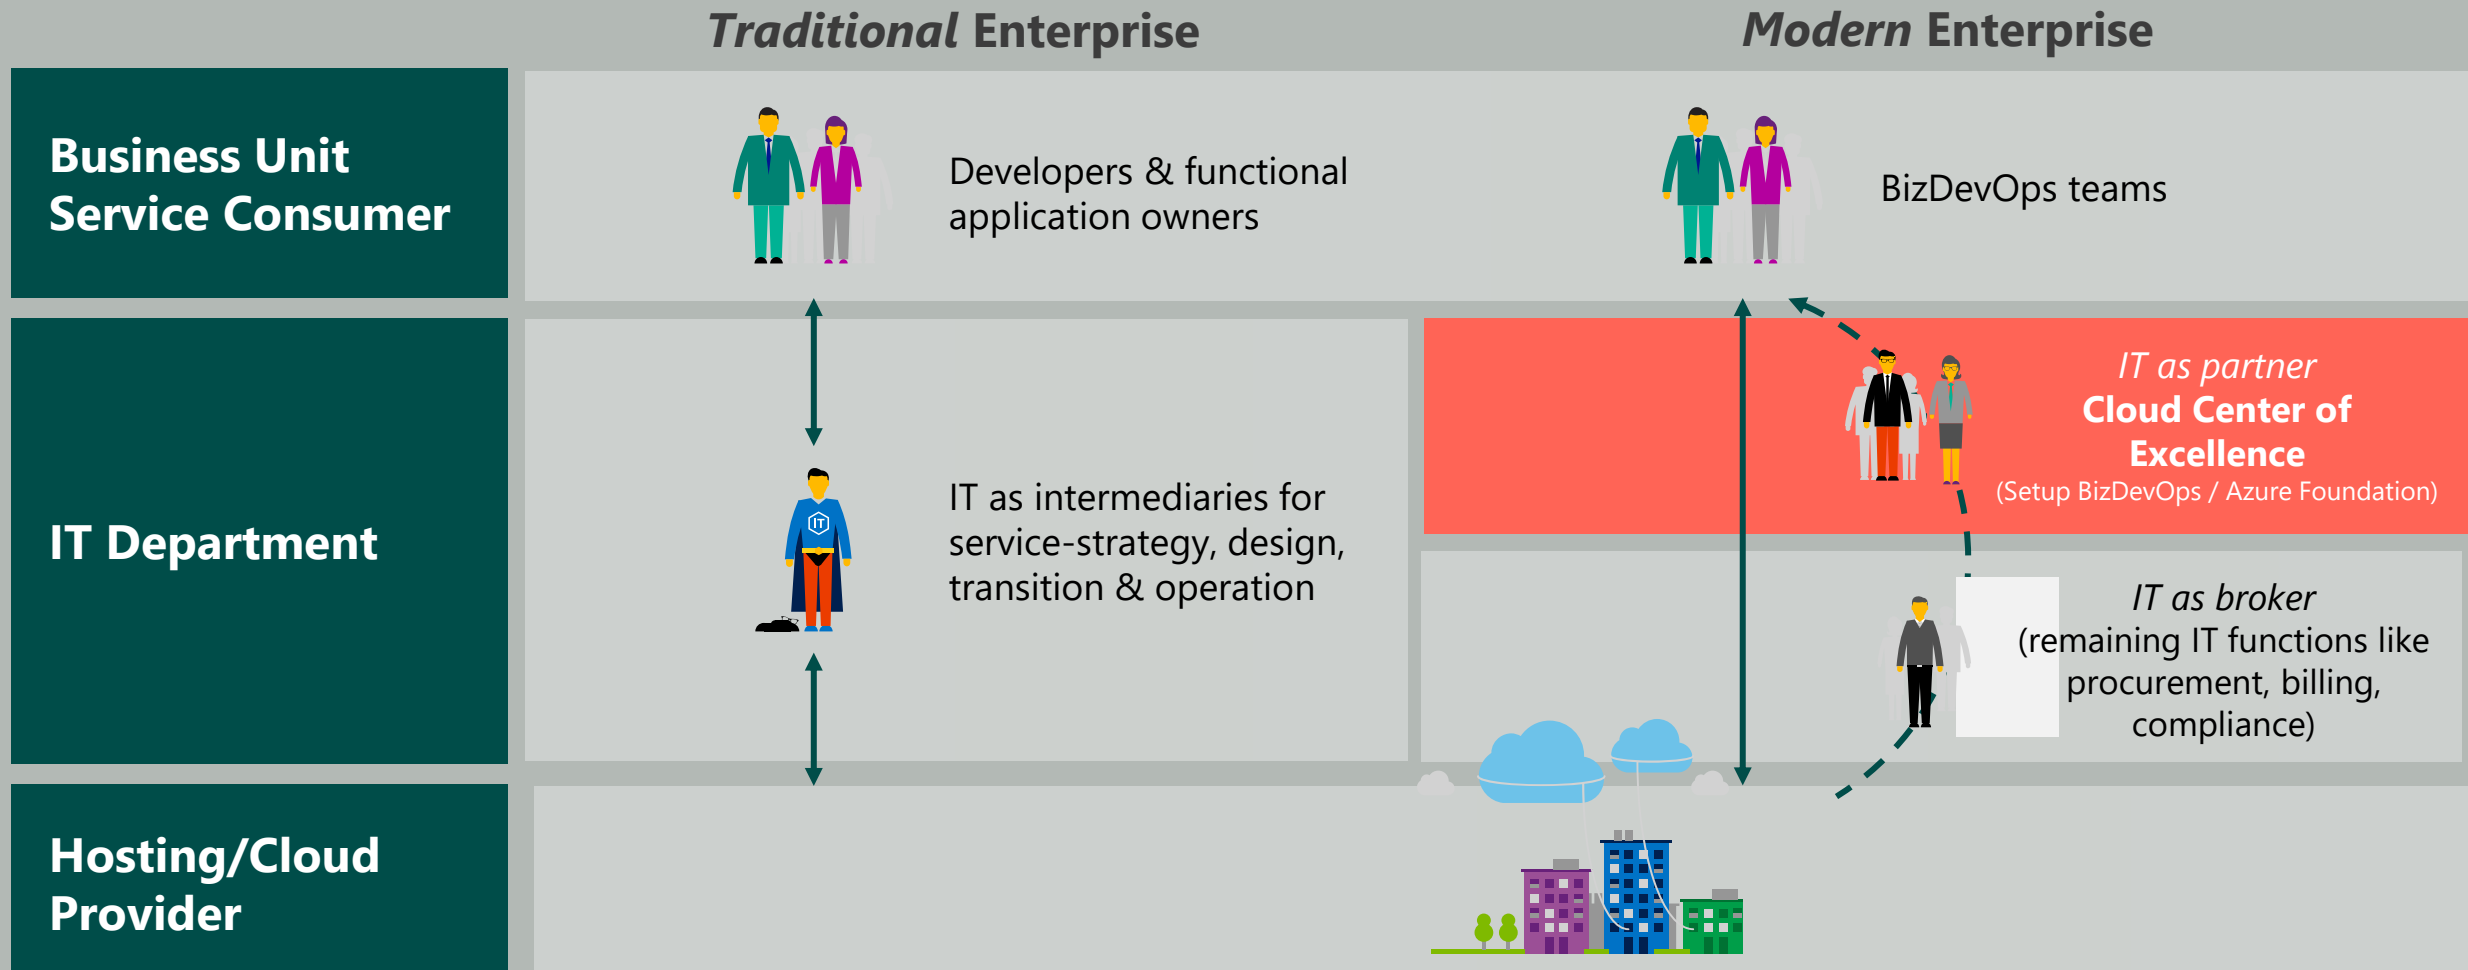 Traditional Enterprise
Modern Enterprise
Business Unit
Service Consumer
Developers & functional
application owners
BizDevOps teams
IT Department
IT
IT as intermediaries for
service-strategy, design,
transition & operation
IT as partner
Cloud Center of
Excellence
(Setup BizDevOps / Azure Foundation)
IT as broker
(remaining IT functions like
procurement, billing,
compliance)
Hosting/Cloud
Provider